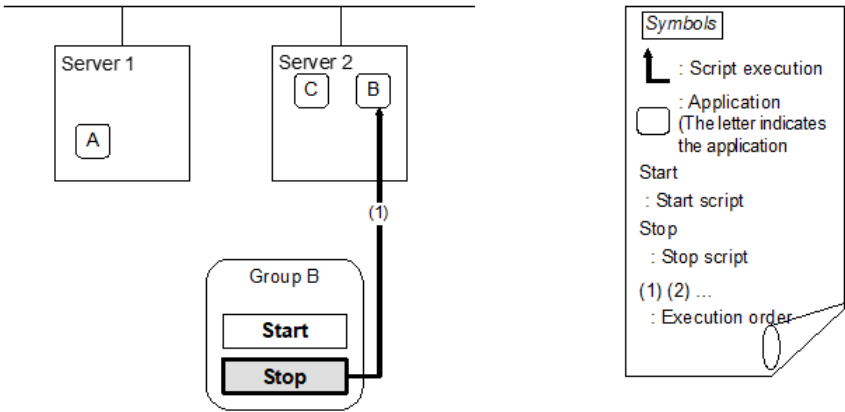 Server 1
Server 2
C
B
A
(1)
Group B
Start
Stop
Symbols
: Script execution
: Application
(The letter indicates
the application
Start
: Start script
Stop
: Stop script
(1) (2) ...
: Execution order